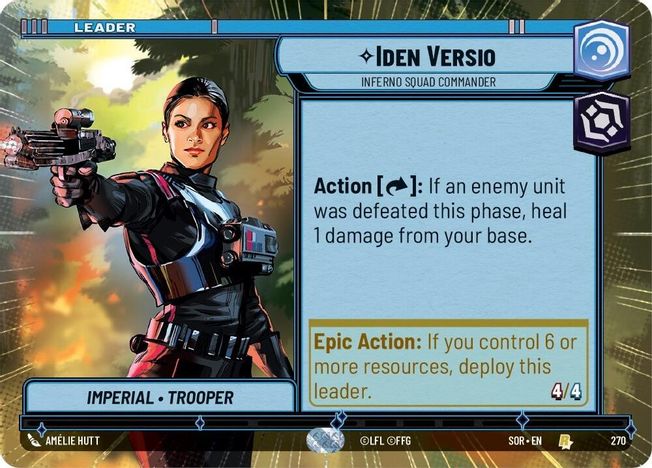 LEADER
IDEN VERSIO
INFERNO SQUAD COMMANDER
Action [ ]: If an enemy unit
was defeated this phase, heal
1 damage from your base.
Epic Action: If you control 6 or
more resources, deploy this
leader.
4/4
IMPERIAL • TROOPER
AMÉLIE HUTT
©LFL ©FFG
SOR • EN
R
270